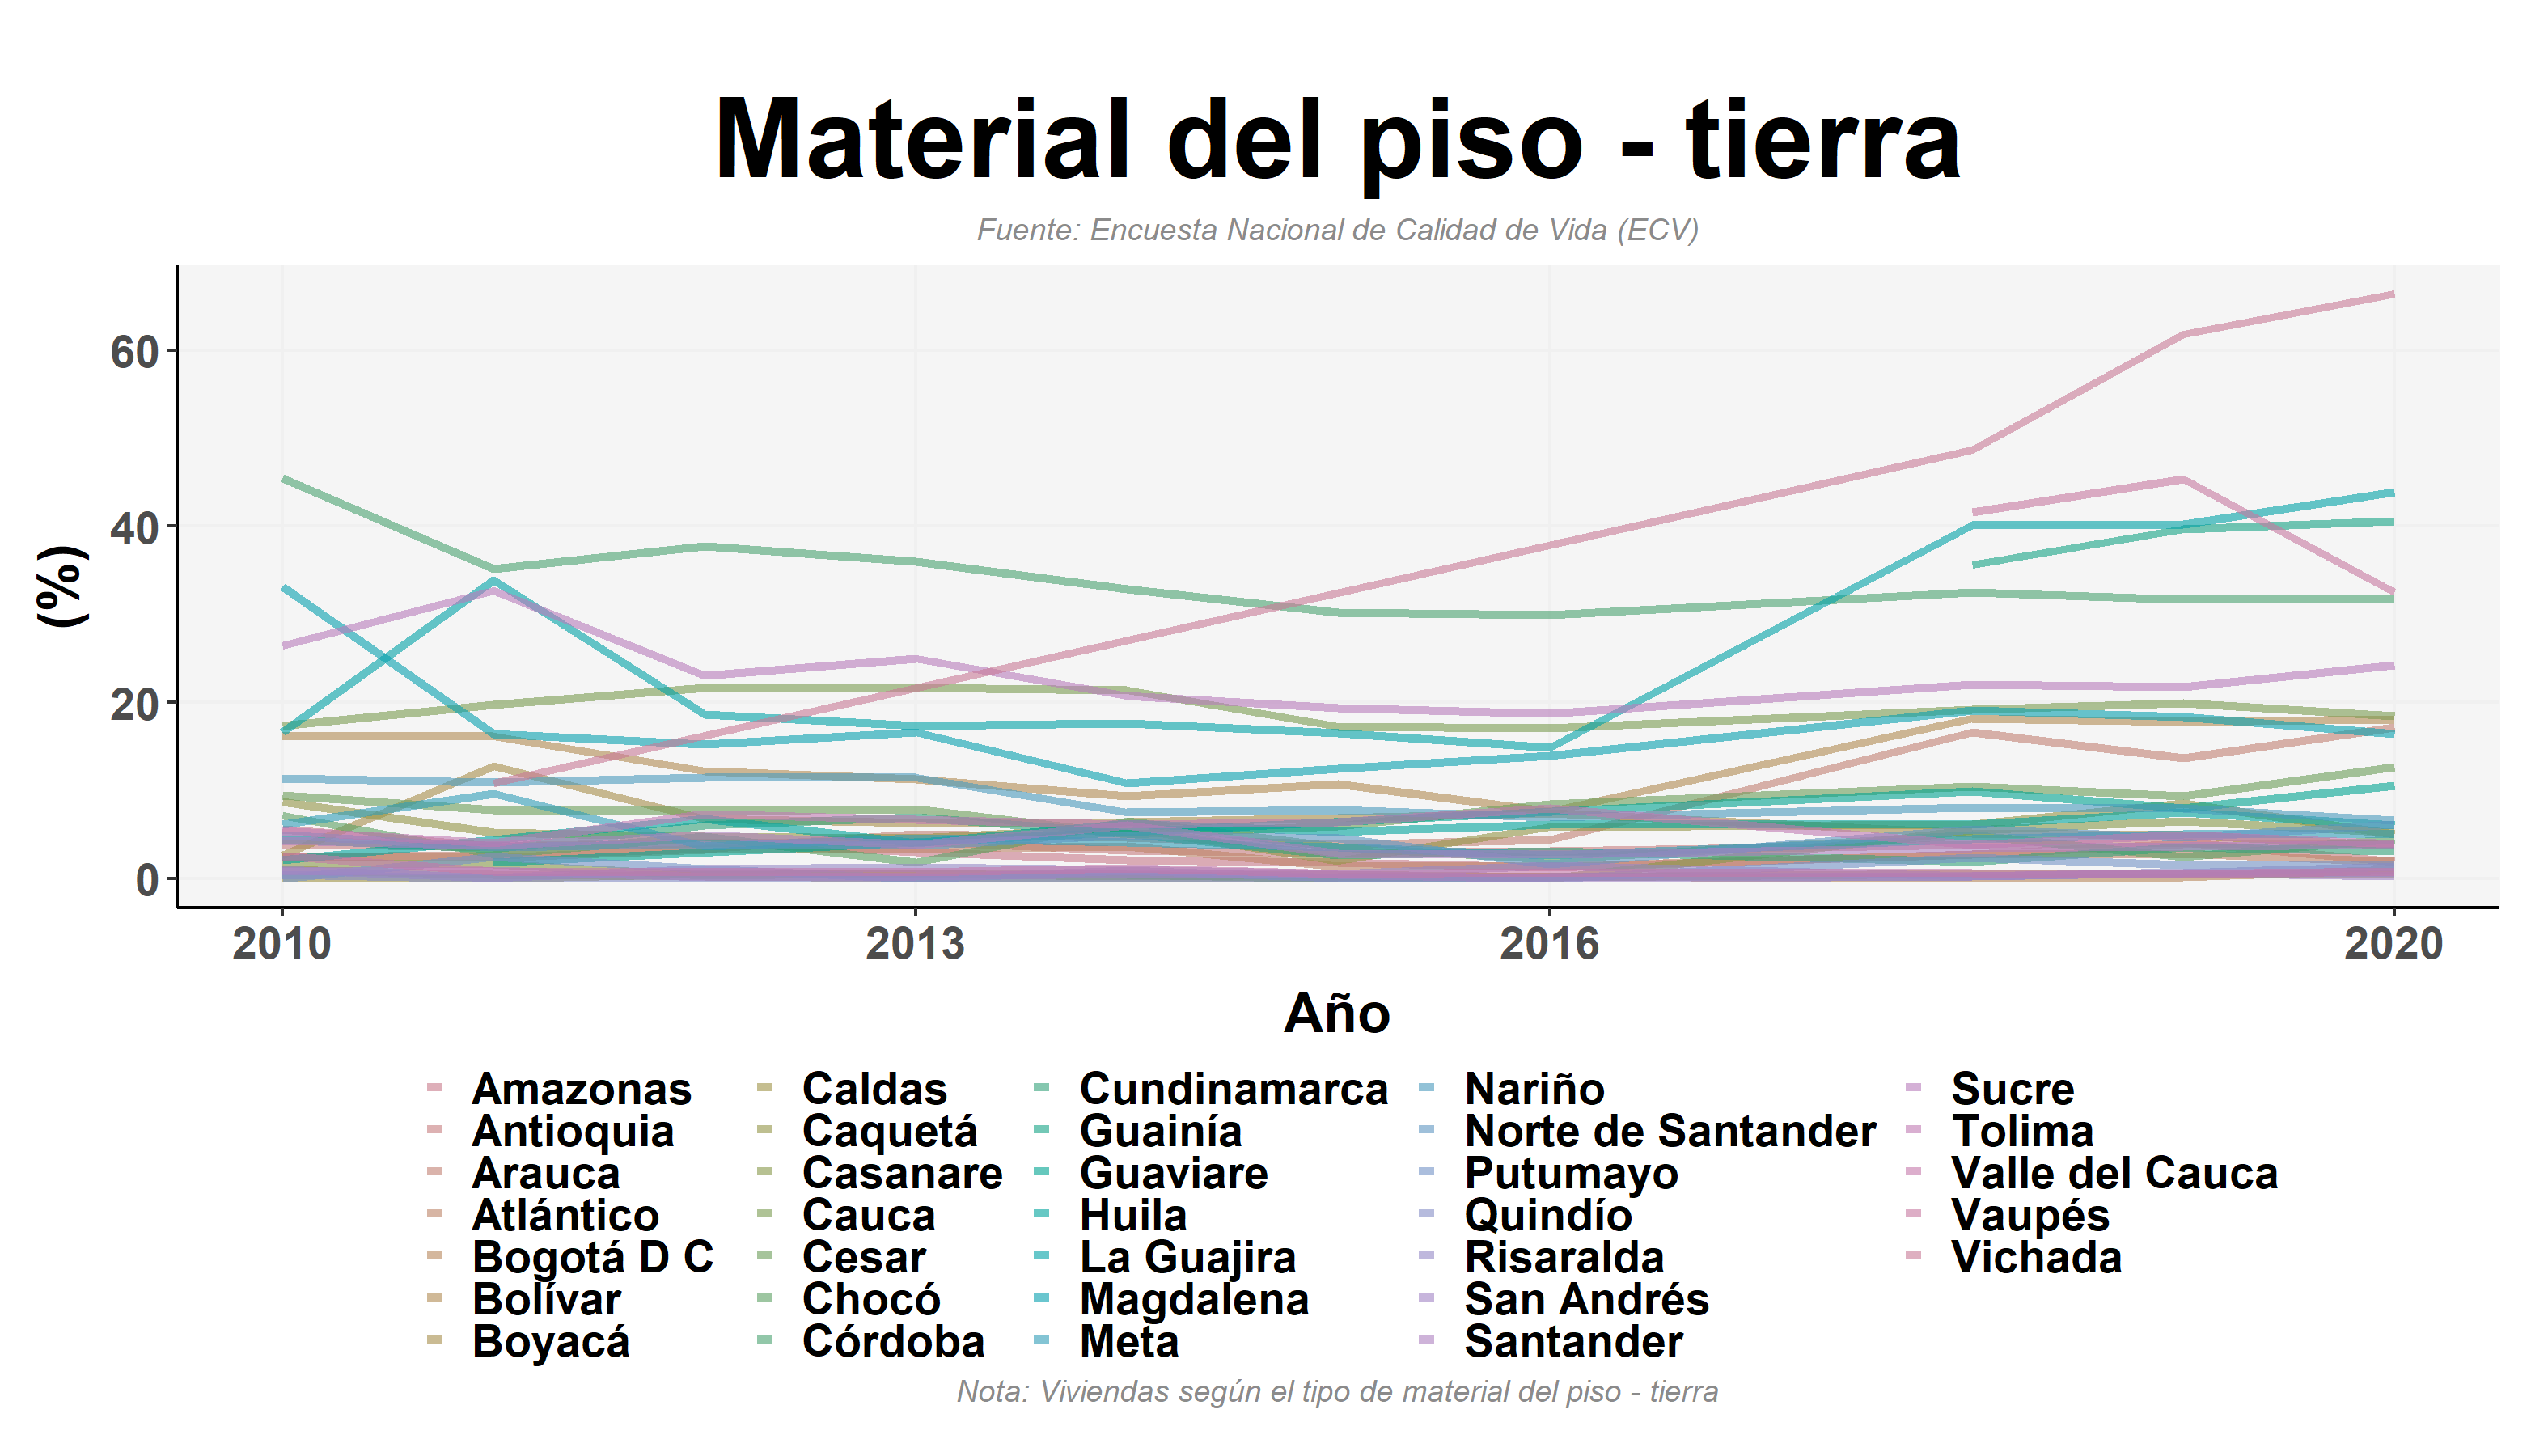 Material del piso - tierra
Fuente: Encuesta Nacional de Calidad de Vida (ECV)
(%)
60
40
20
0
2010 2013 2016 2020
Año
Amazonas Caldas Cundinamarca Nariño Sucre
Antioquia Caquetá Guainía Norte de Santander Tolima
Arauca Casanare Guaviare Putumayo Valle del Cauca
Atlántico Cauca Huila Quindío Vaupés
Bogotá D C Cesar La Guajira Risaralda Vichada
Bolívar Chocó Magdalena San Andrés
Boyacá Córdoba Meta Santander
Nota: Viviendas según el tipo de material del piso - tierra